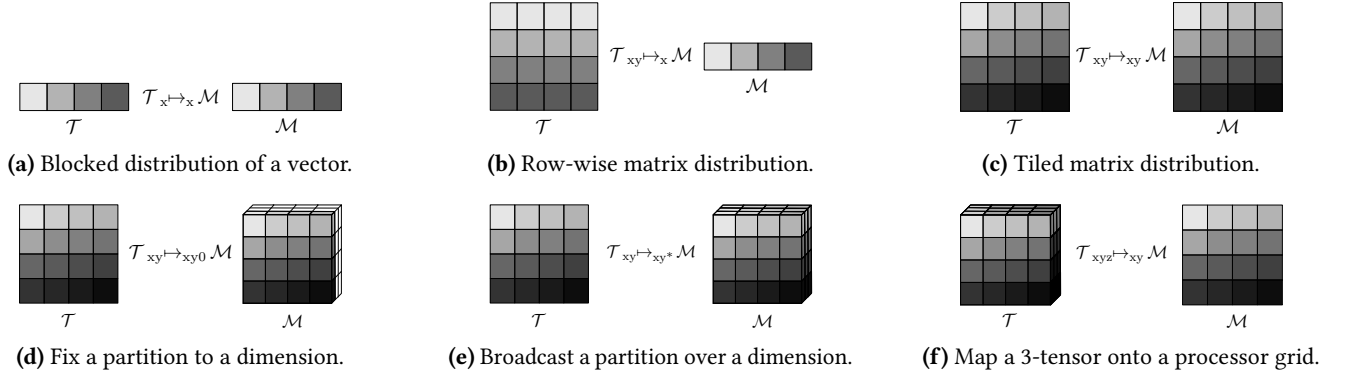 𝒯 xy↦x ℳ
𝒯 x↦x ℳ
𝒯 xy↦xy ℳ
𝒯 ℳ
𝒯 ℳ
𝒯 ℳ
(a) Blocked distribution of a vector.
(b) Row-wise matrix distribution.
(c) Tiled matrix distribution.
𝒯 xy↦xy0 ℳ
𝒯 xy↦xy* ℳ
𝒯 xyz↦xy ℳ
𝒯 ℳ
𝒯 ℳ
𝒯 ℳ
(d) Fix a partition to a dimension.
(e) Broadcast a partition over a dimension.
(f) Map a 3-tensor onto a processor grid.